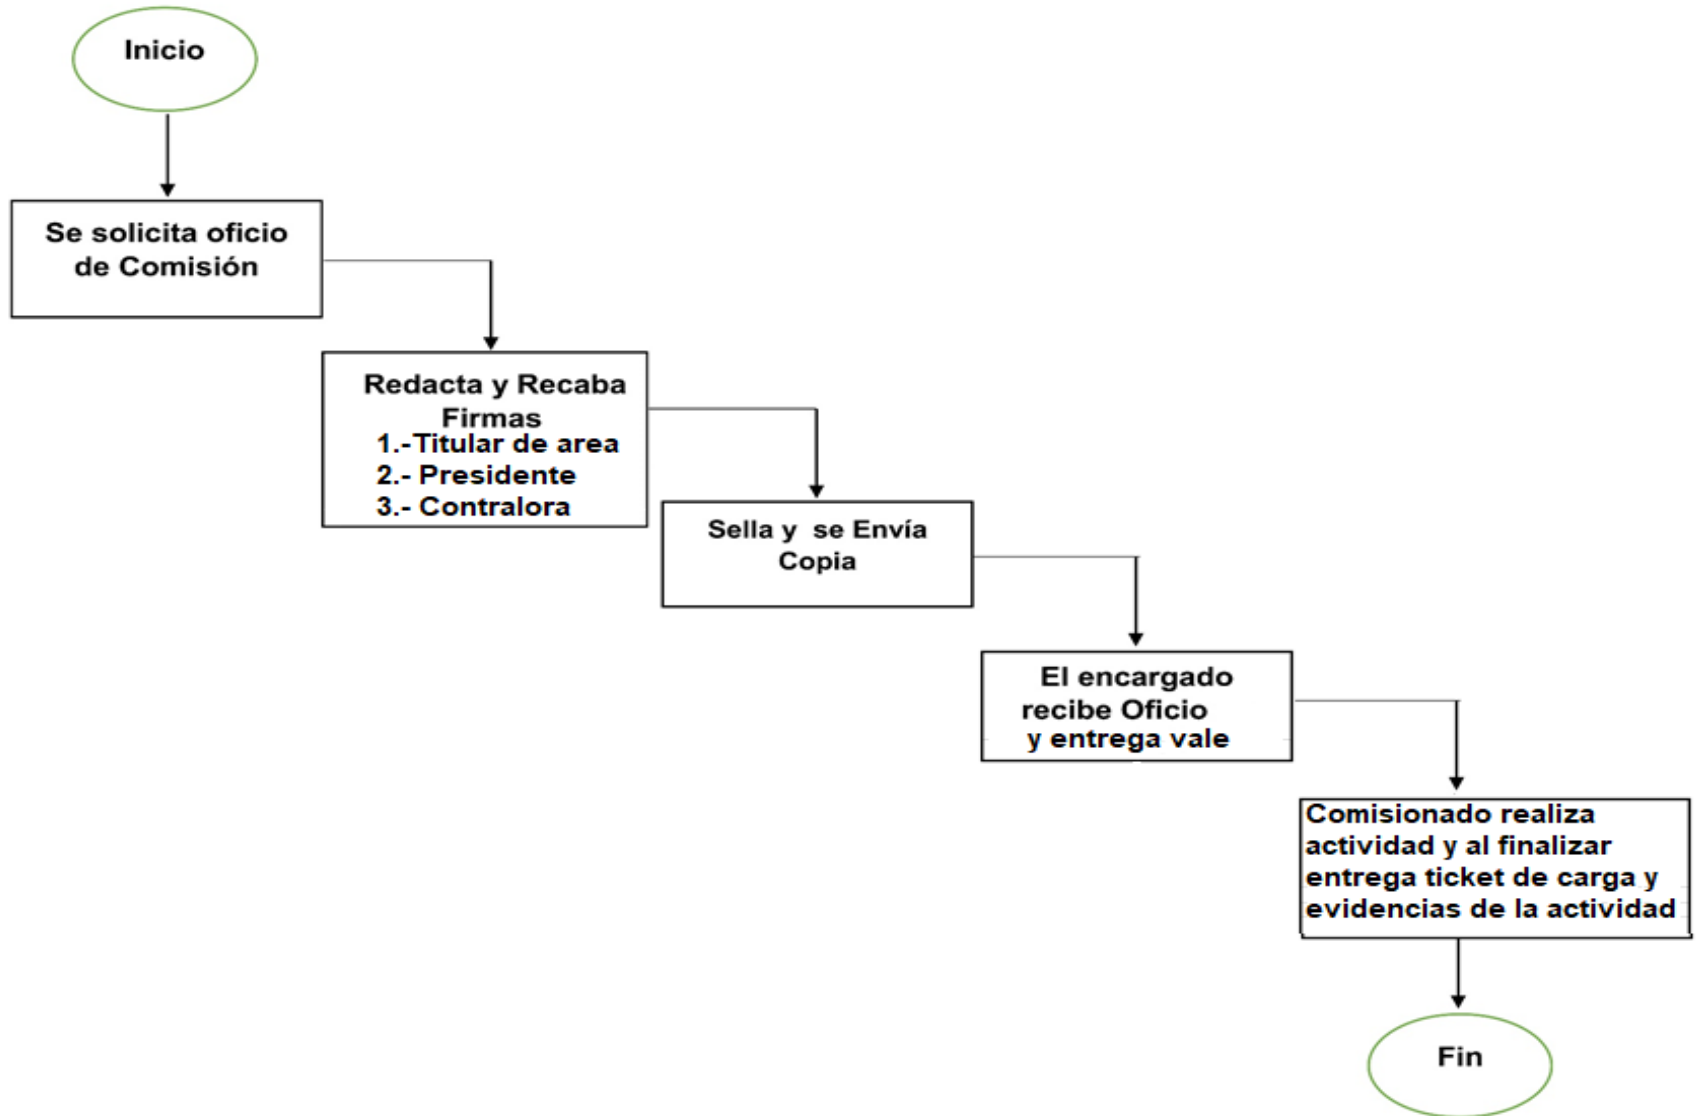 Inicio
Se solicita oficio
de Comisión
Redacta y Recaba
Firmas
1.-Titular de area
2.- Presidente
3.- Contralora
Sella y se Envía
Copia
El encargado
recibe Oficio
y entrega vale
Comisionado realiza
actividad y al finalizar
entrega ticket de carga y
evidencias de la actividad
Fin